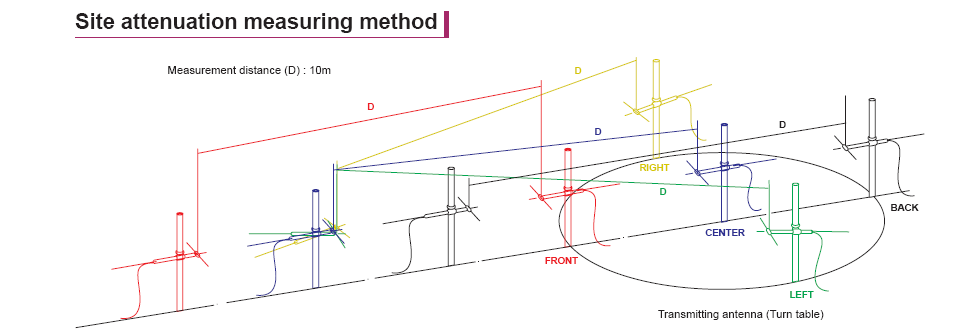 Site attenuation measuring method
Measurement distance (D) : 10m
D
D
D
D
D
RIGHT
BACK
CENTER
FRONT
LEFT
Transmitting antenna (Turn table)